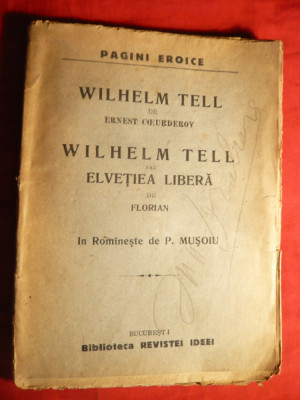 PAGINI EROICE
WILHELM TELL
DE
ERNEST CŒURDEROY
WILHELM TELL
SAU
ELVEȚIEA LIBERĂ
DE
FLORIAN
In Romînește de P. MUȘOIU
BUCUREȘTI
Biblioteca REVISTEI IDEEI